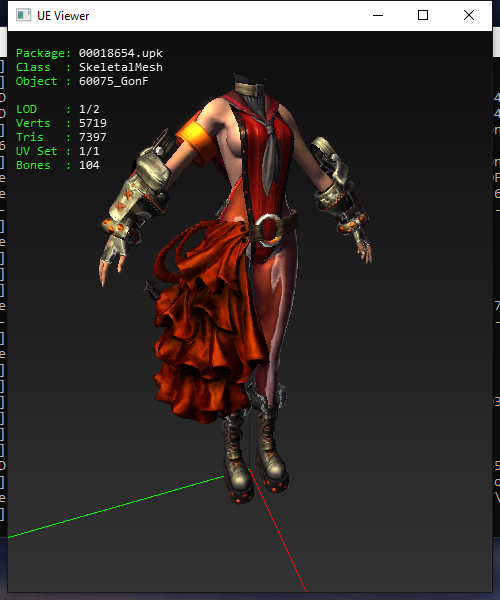 UE Viewer
Package: 00018654.upk
Class  : SkeletalMesh
Object : 60075_GonF
LOD    : 1/2
Verts  : 5719
Tris   : 7397
UV Set : 1/1
Bones  : 104